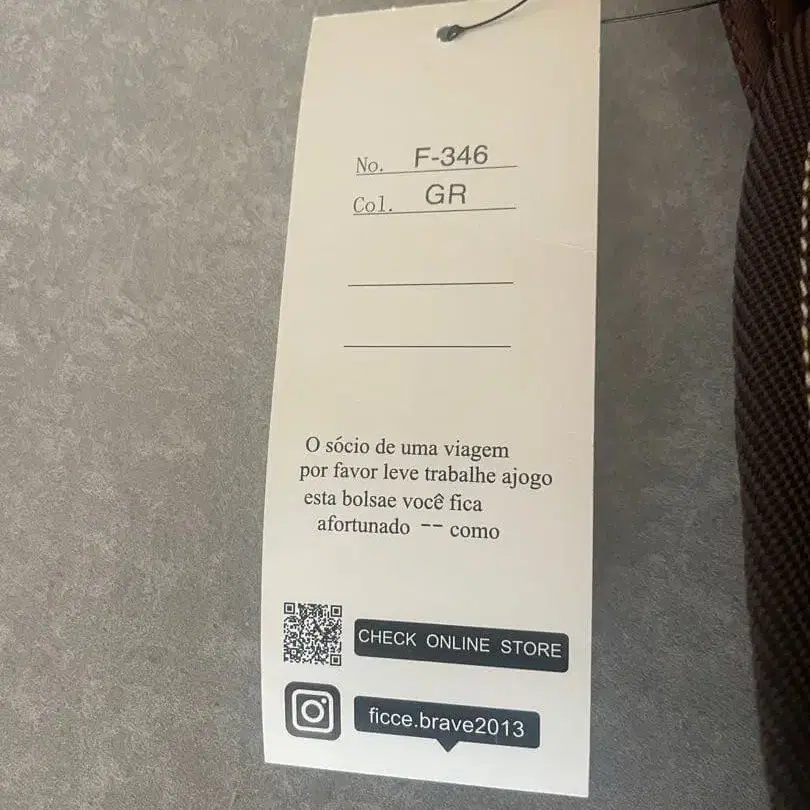 No. F-346
Col. GR
O sócio de uma viagem
por favor leve trabalhe ajogo
esta bolsae você fica
afortunado -- como
CHECK ONLINE STORE
ficce.brave2013